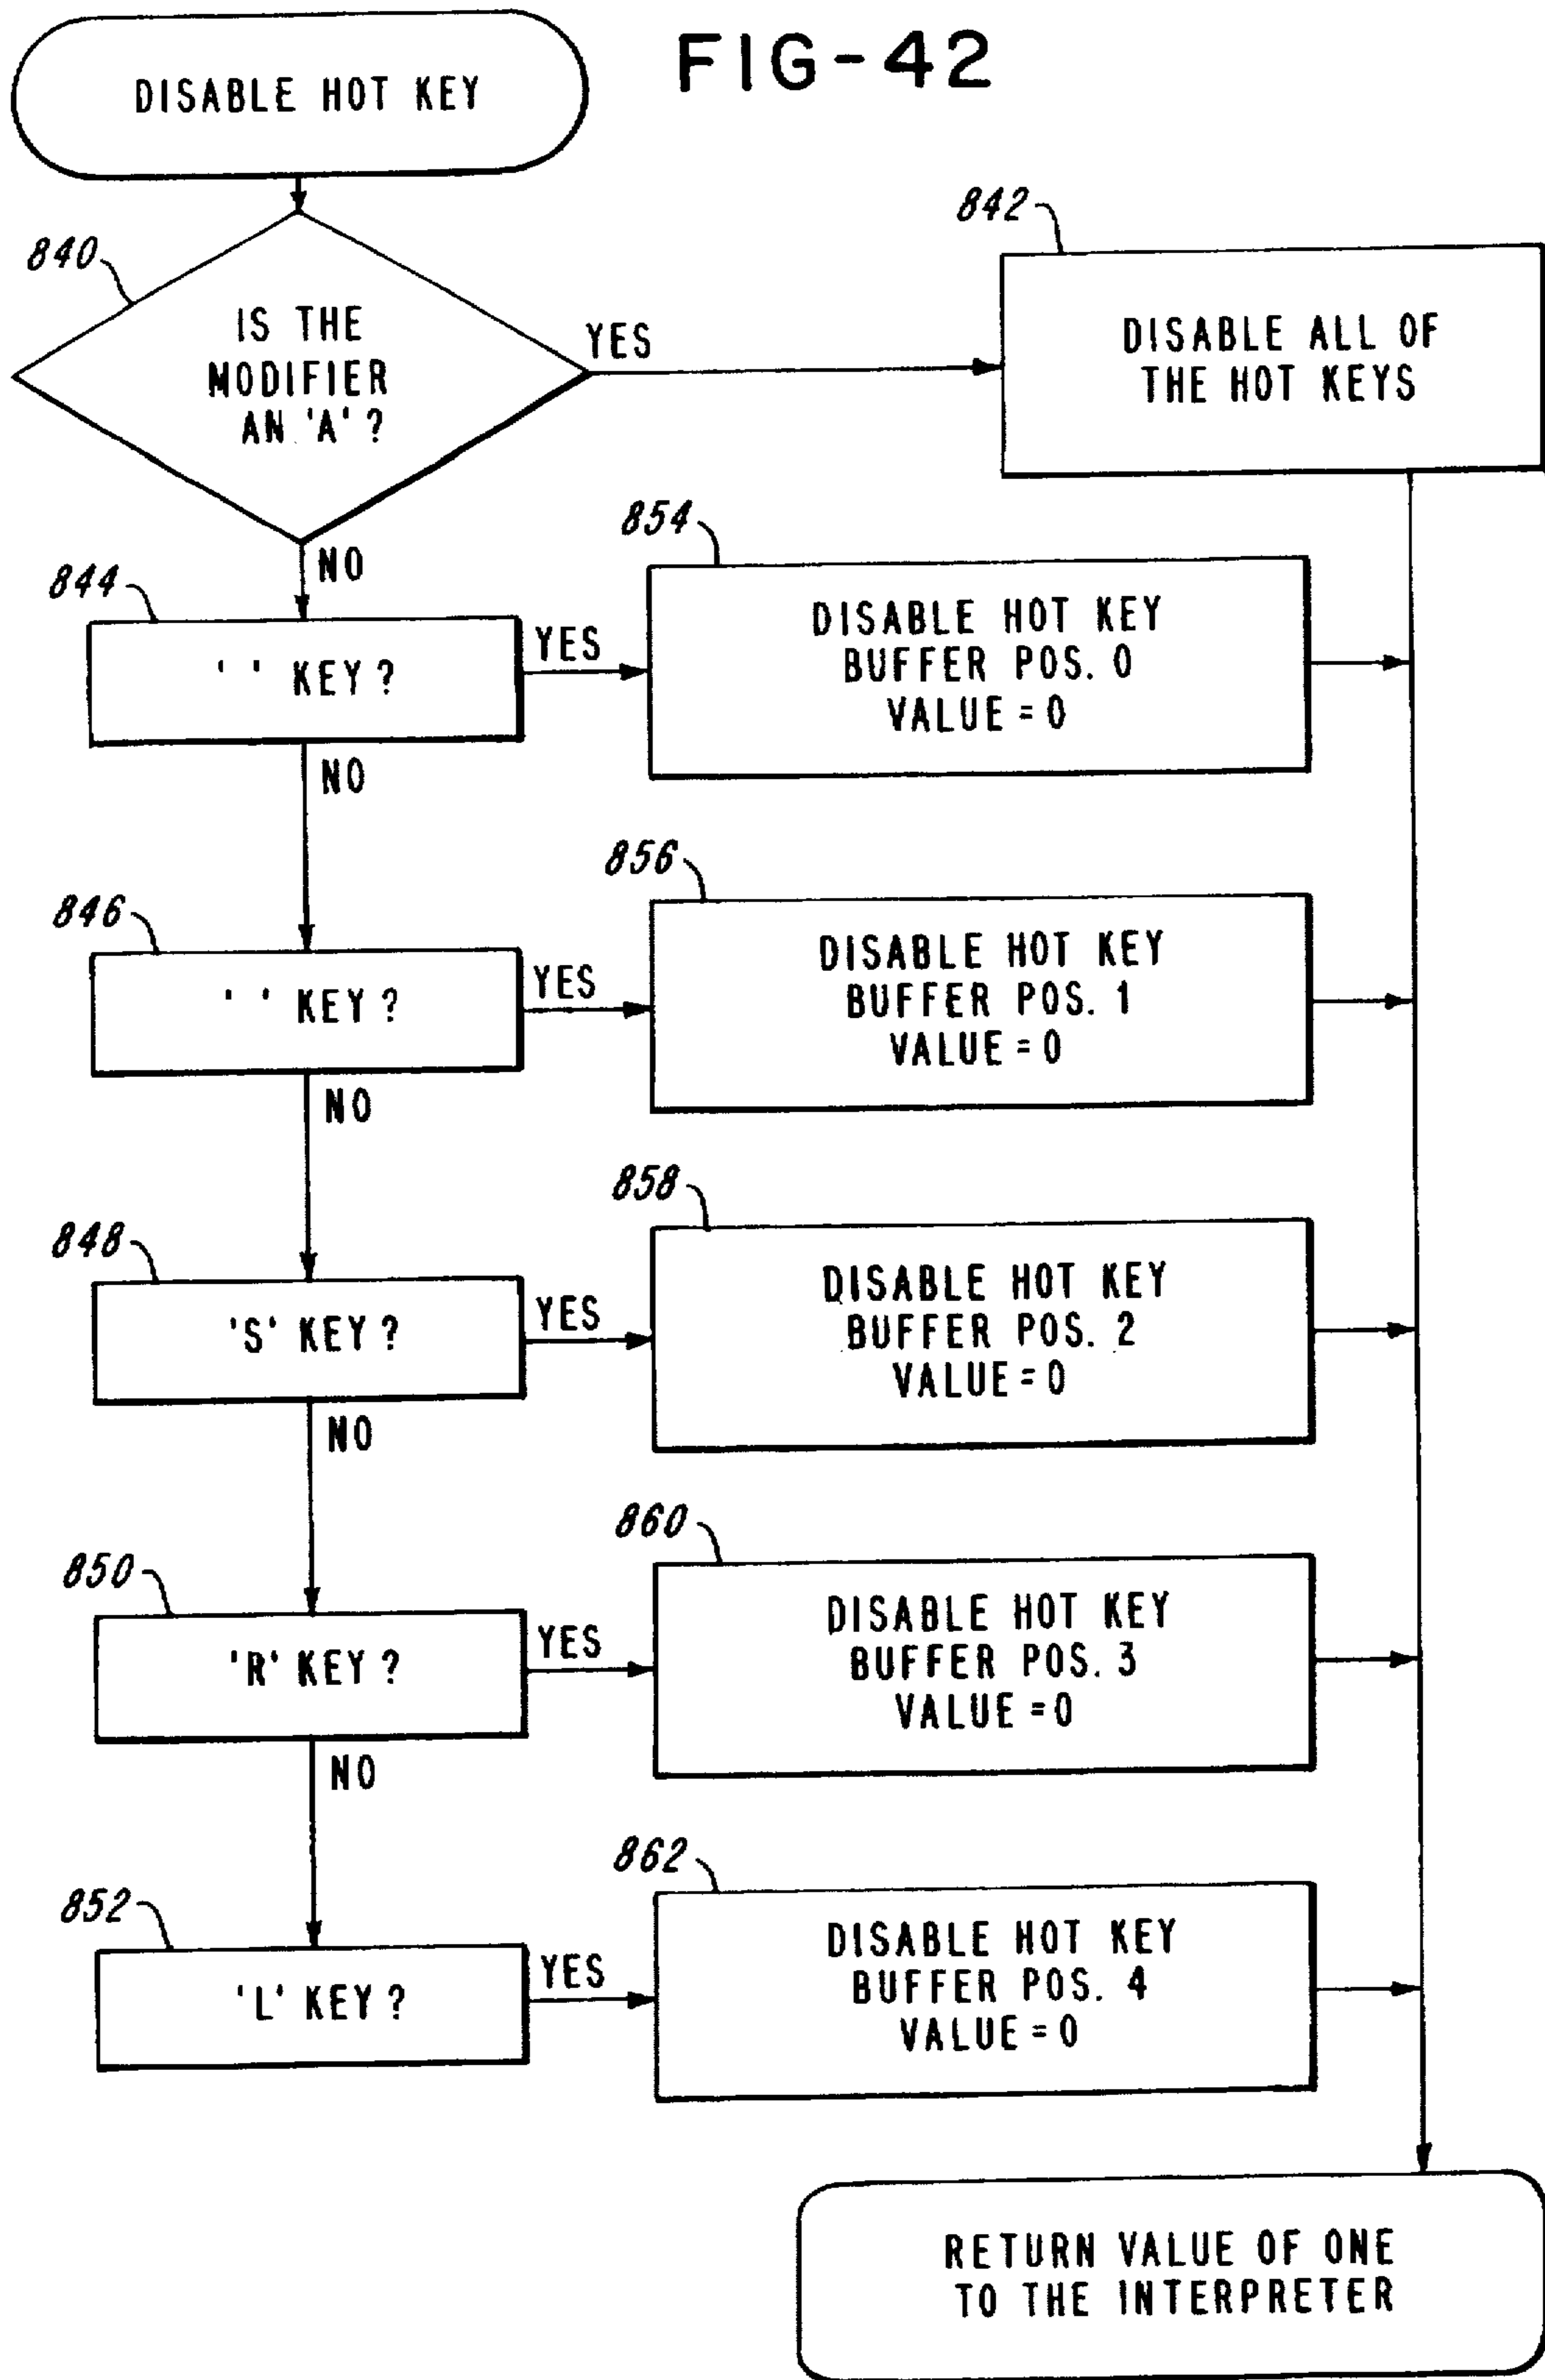 FIG-42
DISABLE HOT KEY
840
IS THE
MODIFIER
AN 'A' ?
YES
842
DISABLE ALL OF
THE HOT KEYS
NO
844
' ' KEY ?
YES
854
DISABLE HOT KEY
BUFFER POS. 0
VALUE = 0
NO
846
' ' KEY ?
YES
856
DISABLE HOT KEY
BUFFER POS. 1
VALUE = 0
NO
848
'S' KEY ?
YES
858
DISABLE HOT KEY
BUFFER POS. 2
VALUE = 0
NO
850
'R' KEY ?
YES
860
DISABLE HOT KEY
BUFFER POS. 3
VALUE = 0
NO
852
'L' KEY ?
YES
862
DISABLE HOT KEY
BUFFER POS. 4
VALUE = 0
RETURN VALUE OF ONE
TO THE INTERPRETER